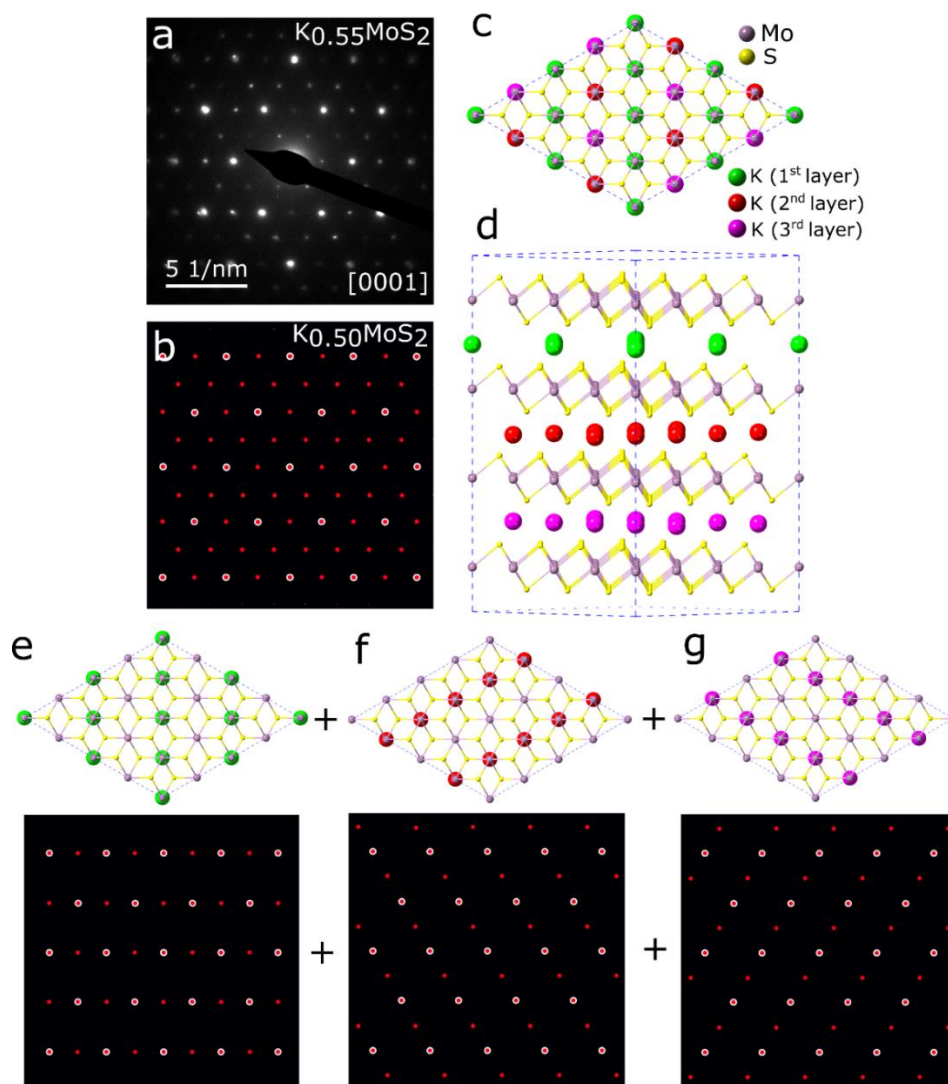 a
K0.55MoS2
5 1/nm
[0001]
b
K0.50MoS2
c
Mo
S
K (1st layer)
K (2nd layer)
K (3rd layer)
d
e
f
g
+
+
+
+